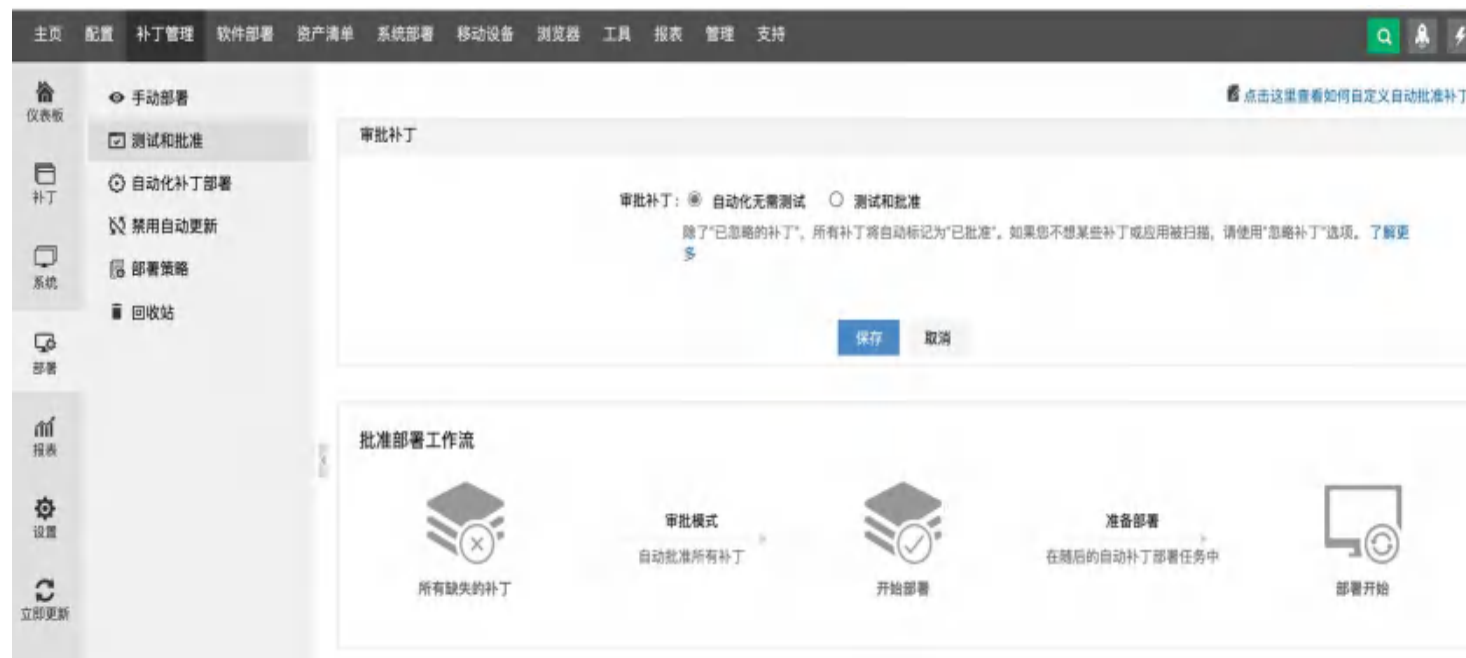 主页 配置 补丁管理 软件部署 资产清单 系统部署 移动设备 浏览器 工具 报表 管理 支持
仪表板
补丁
系统
部署
报表
设置
立即更新
手动部署
测试和批准
自动化补丁部署
禁用自动更新
部署策略
回收站
点击这里查看如何自定义自动批准补丁
审批补丁
审批补丁: 自动化无需测试 测试和批准
除了"已忽略的补丁"，所有补丁将自动标记为"已批准"。如果您不想某些补丁或应用被扫描，请使用"忽略补丁"选项。了解更
多
保存 取消
批准部署工作流
审批模式 准备部署
自动批准所有补丁 在随后的自动补丁部署任务中
所有缺失的补丁 开始部署 部署开始